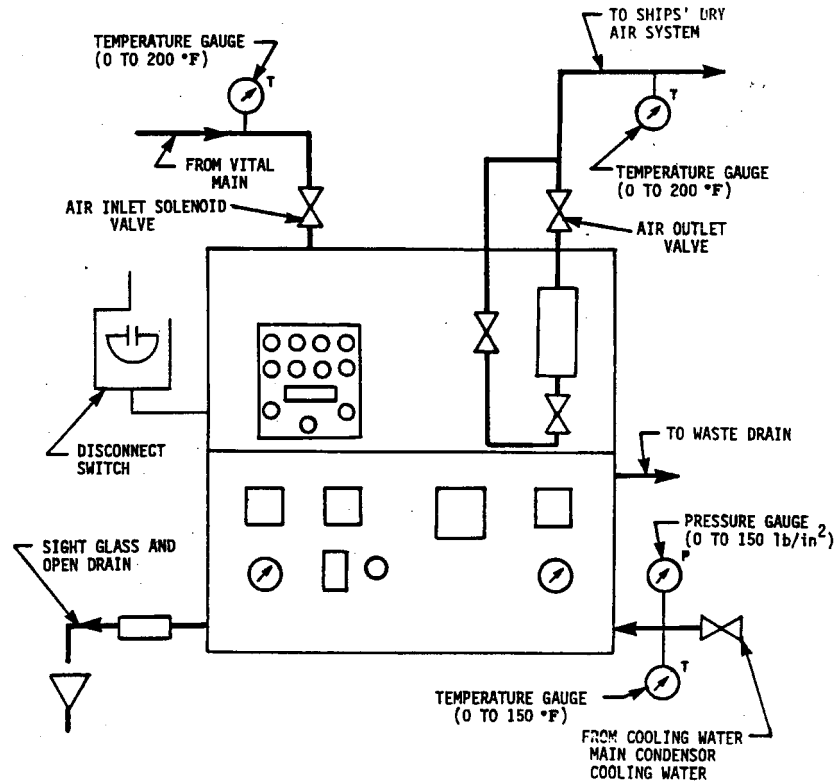 TEMPERATURE GAUGE
(0 TO 200 °F)
T
FROM VITAL
MAIN
AIR INLET SOLENOID
VALVE
TO SHIPS' DRY
AIR SYSTEM
T
TEMPERATURE GAUGE
(0 TO 200 °F)
AIR OUTLET
VALVE
DISCONNECT
SWITCH
TO WASTE DRAIN
PRESSURE GAUGE
(0 TO 150 lb/in²)
P
SIGHT GLASS AND
OPEN DRAIN
T
TEMPERATURE GAUGE
(0 TO 150 °F)
FROM COOLING WATER
MAIN CONDENSOR
COOLING WATER